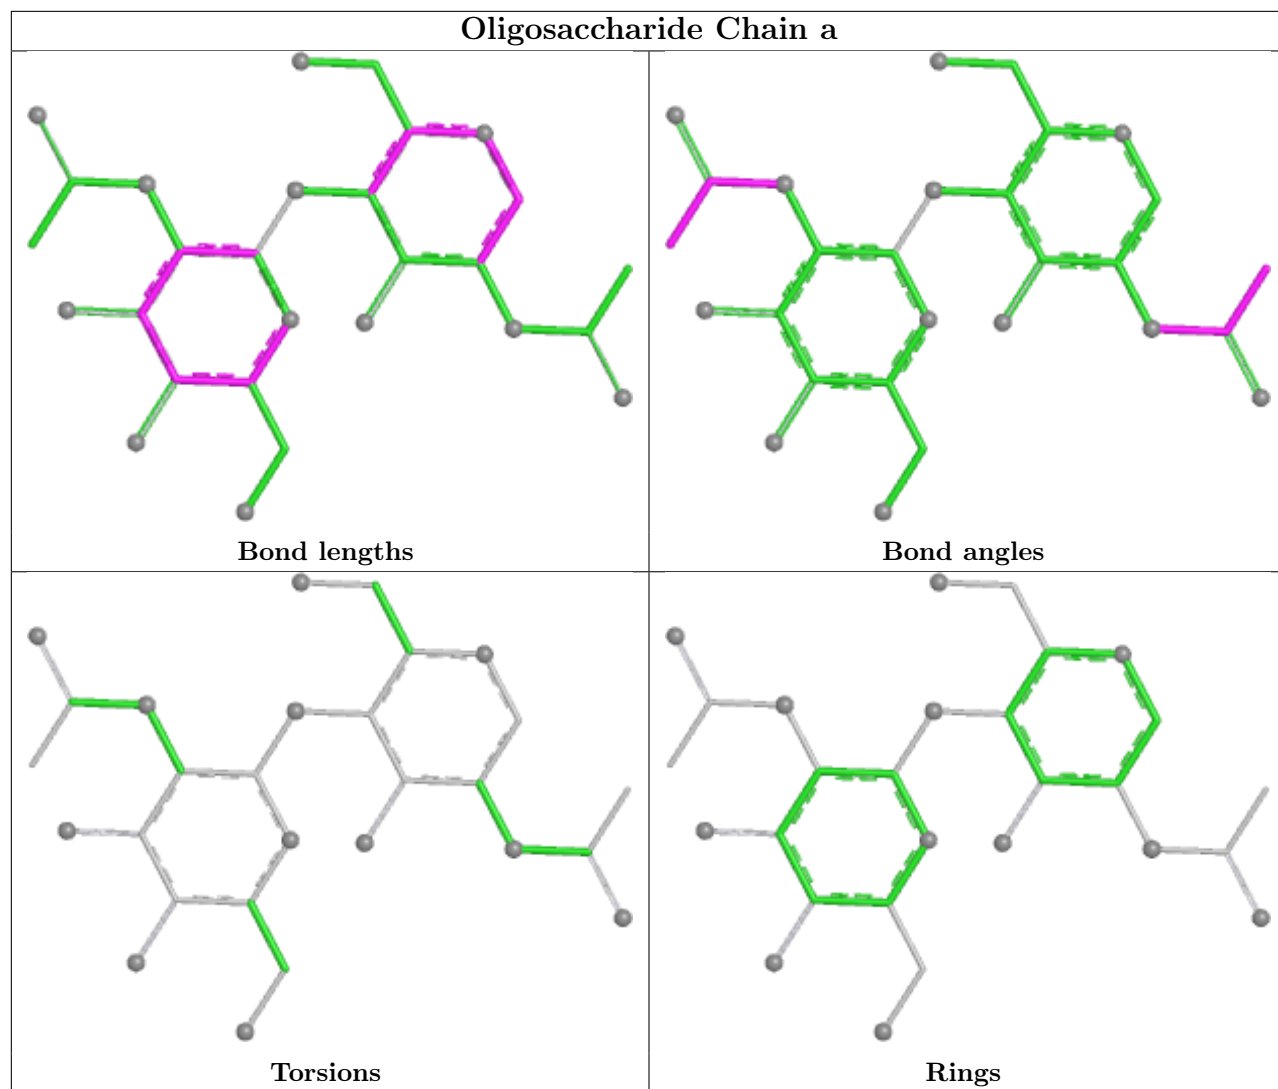 Oligosaccharide Chain a
Bond lengths
Bond angles
Torsions
Rings